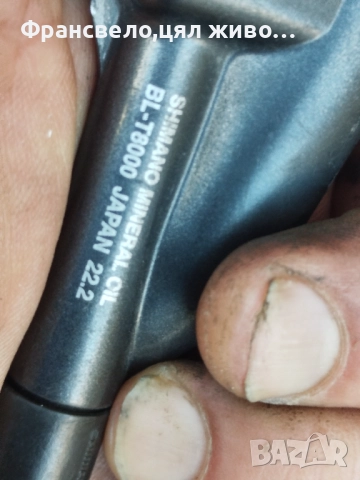 Франсвело,цял живо...
SHIMANO MINERAL OIL
BL-T8000 JAPAN 22.2
bazar